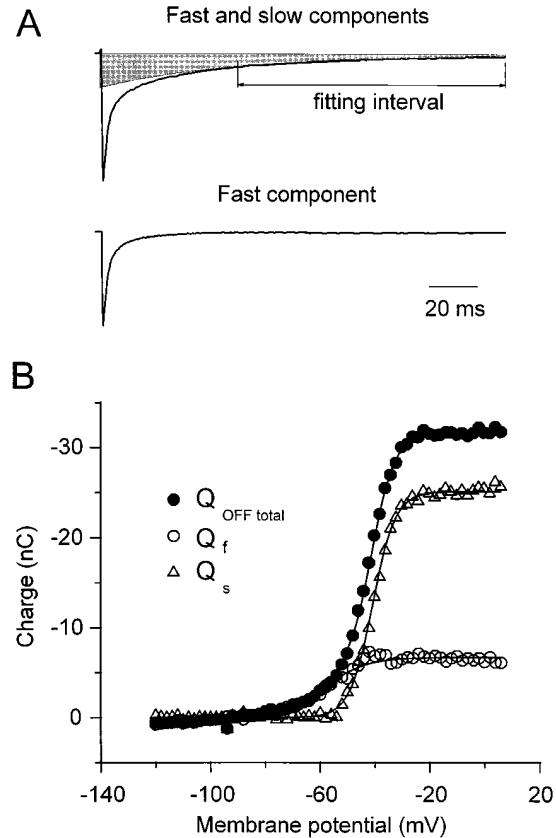 A
Fast and slow components
fitting interval
Fast component
20 ms
B
-30
-20
-10
0
Charge (nC)
Q OFF total
Q f
Q s
-140 -100 -60 -20 20
Membrane potential (mV)